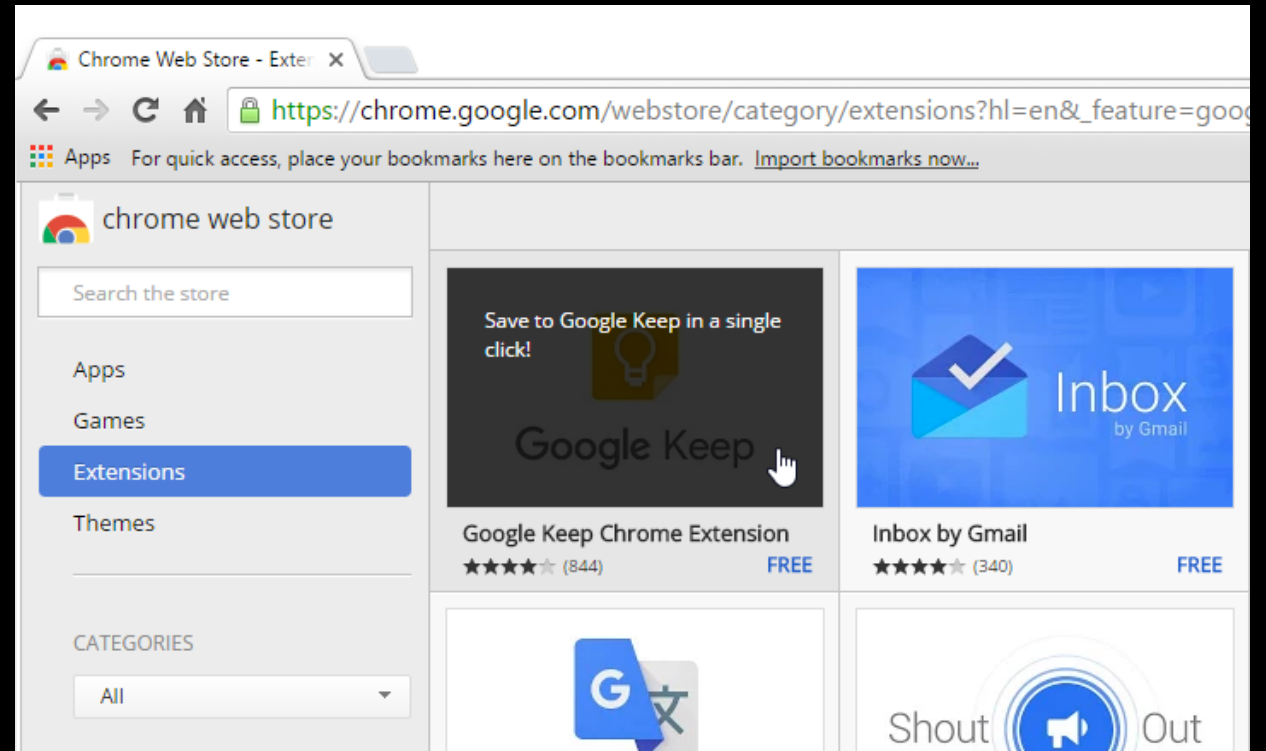 Chrome Web Store - Exter
https://chrome.google.com/webstore/category/extensions?hl=en&_feature=goog
Apps For quick access, place your bookmarks here on the bookmarks bar. Import bookmarks now...
chrome web store
Search the store
Apps
Games
Extensions
Themes
CATEGORIES
All
Save to Google Keep in a single
click!
Google Keep
Google Keep Chrome Extension
(844) FREE
Inbox
by Gmail
Inbox by Gmail
(340) FREE
G 文
Shout Out